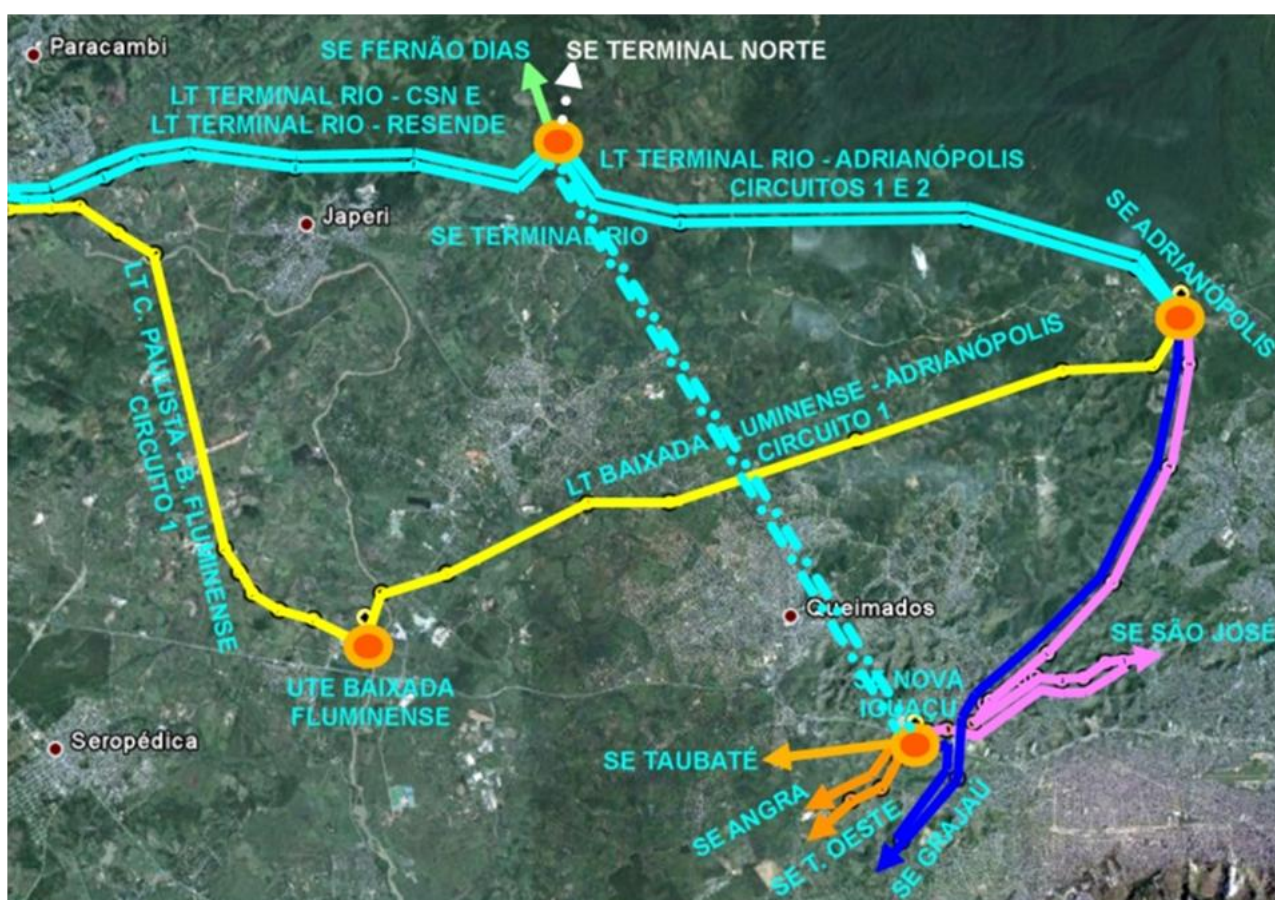 Paracambi
SE FERNÃO DIAS
SE TERMINAL NORTE
LT TERMINAL RIO - CSN E
LT TERMINAL RIO - RESENDE
LT TERMINAL RIO - ADRIANÓPOLIS
CIRCUITOS 1 E 2
SE ADRIANÓPOLIS
Japeri
SE TERMINAL RIO
LT C. PAULISTA - B. FLUMINENSE
CIRCUITO 1
LT BAIXADA FLUMINENSE - ADRIANÓPOLIS
CIRCUITO 1
Queimados
SE SÃO JOSÉ
UTE BAIXADA
FLUMINENSE
SE NOVA
IGUAÇU
Seropédica
SE TAUBATÉ
SE ANGRA
SE T. OESTE
SE GRAJAÚ